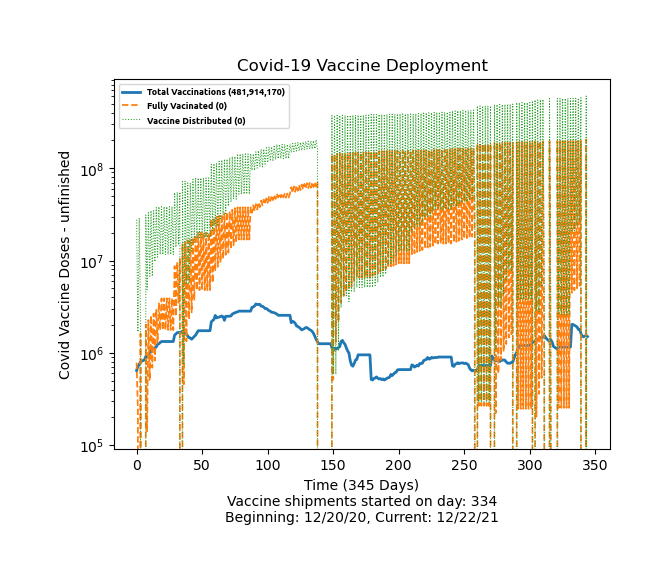 Covid-19 Vaccine Deployment
Total Vaccinations (481,914,170)
Fully Vacinated (0)
Vaccine Distributed (0)
Covid Vaccine Doses - unfinished
10^8
10^7
10^6
10^5
0 50 100 150 200 250 300 350
Time (345 Days)
Vaccine shipments started on day: 334
Beginning: 12/20/20, Current: 12/22/21